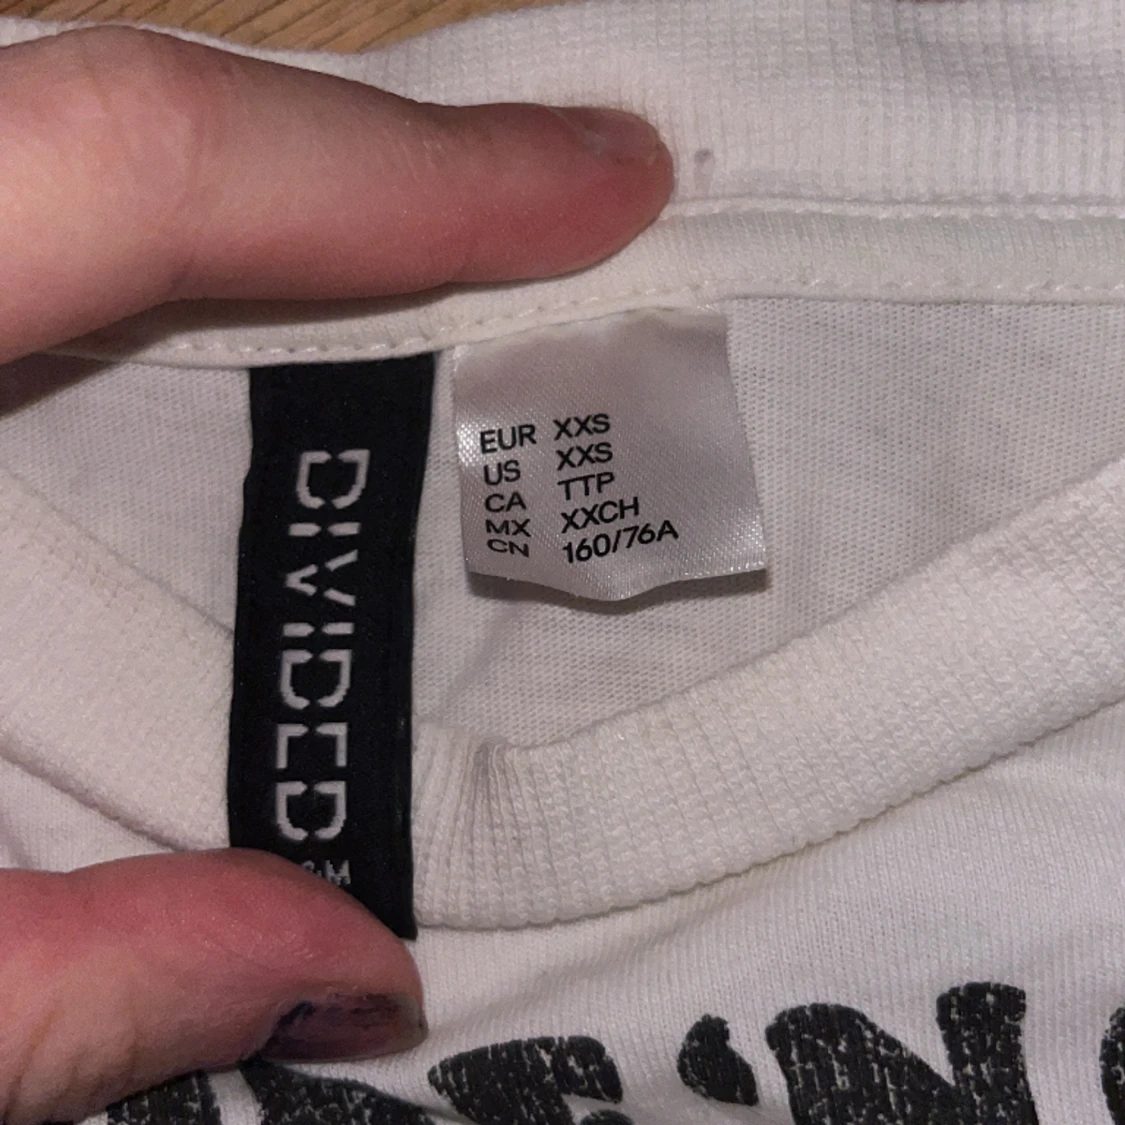 DIVIDED
&M
EUR XXS
US XXS
CA TTP
MX XXCH
CN 160/76A
E'N